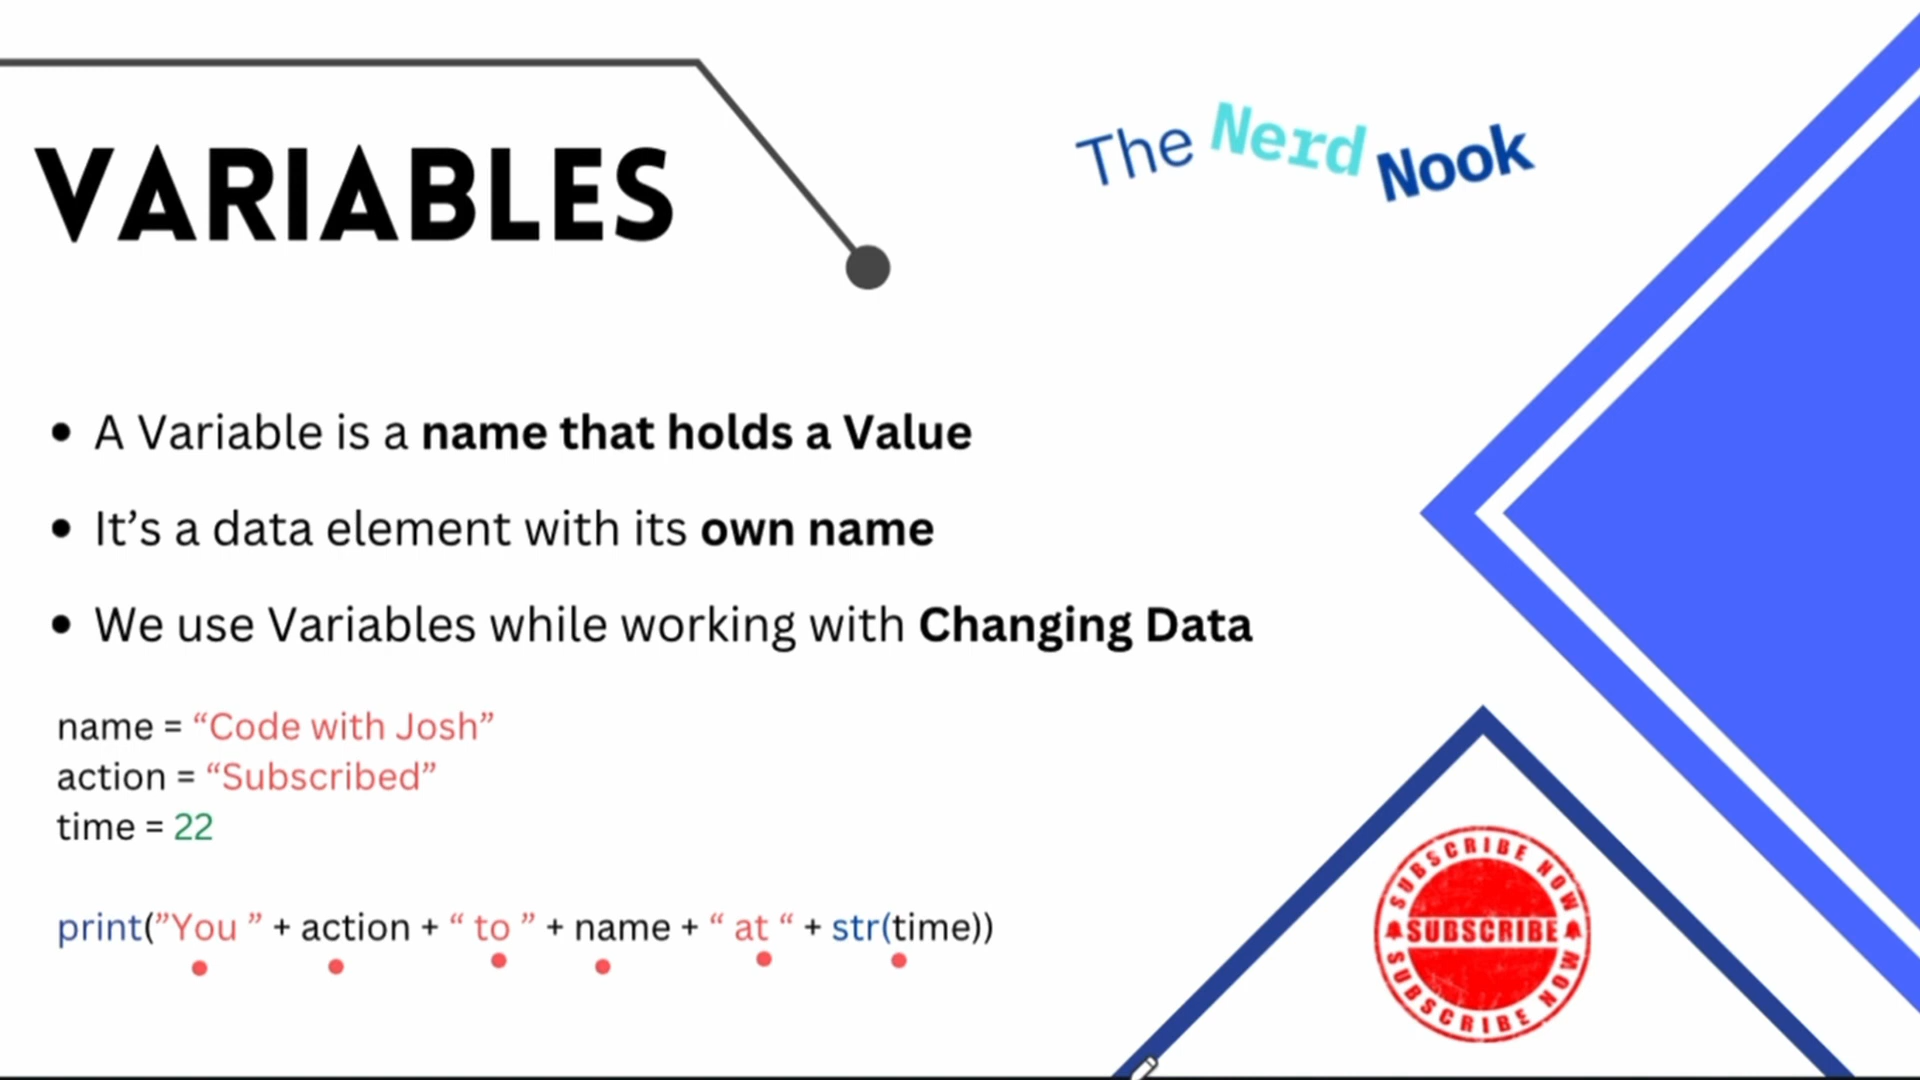 The Nerd Nook
VARIABLES
• A Variable is a name that holds a Value
• It’s a data element with its own name
• We use Variables while working with Changing Data
name = “Code with Josh”
action = “Subscribed”
time = 22
print(”You ” + action + “ to ” + name + “ at “ + str(time))
SUBSCRIBE NOW
SUBSCRIBE
SUBSCRIBE NOW